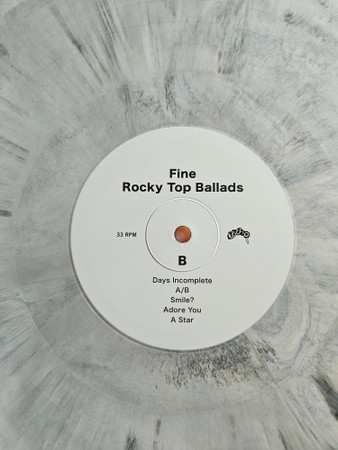 Fine
Rocky Top Ballads
33 RPM
B
Days Incomplete
A/B
Smile?
Adore You
A Star